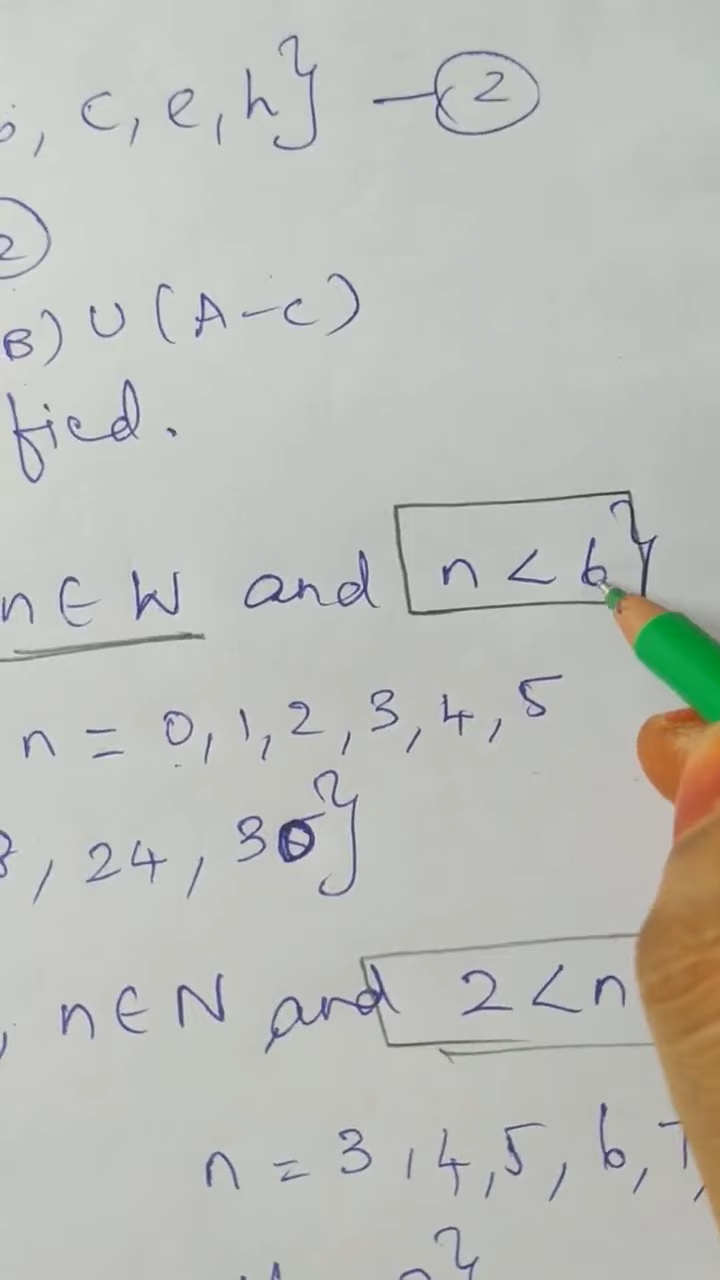 , c, e, h} — 2
2
B) ∪ (A-C)
fied.
n ∈ W and n < 6}
n = 0, 1, 2, 3, 4, 5
, 24, 30}
, n ∈ N and 2 < n
n = 3, 4, 5, 6, 7,